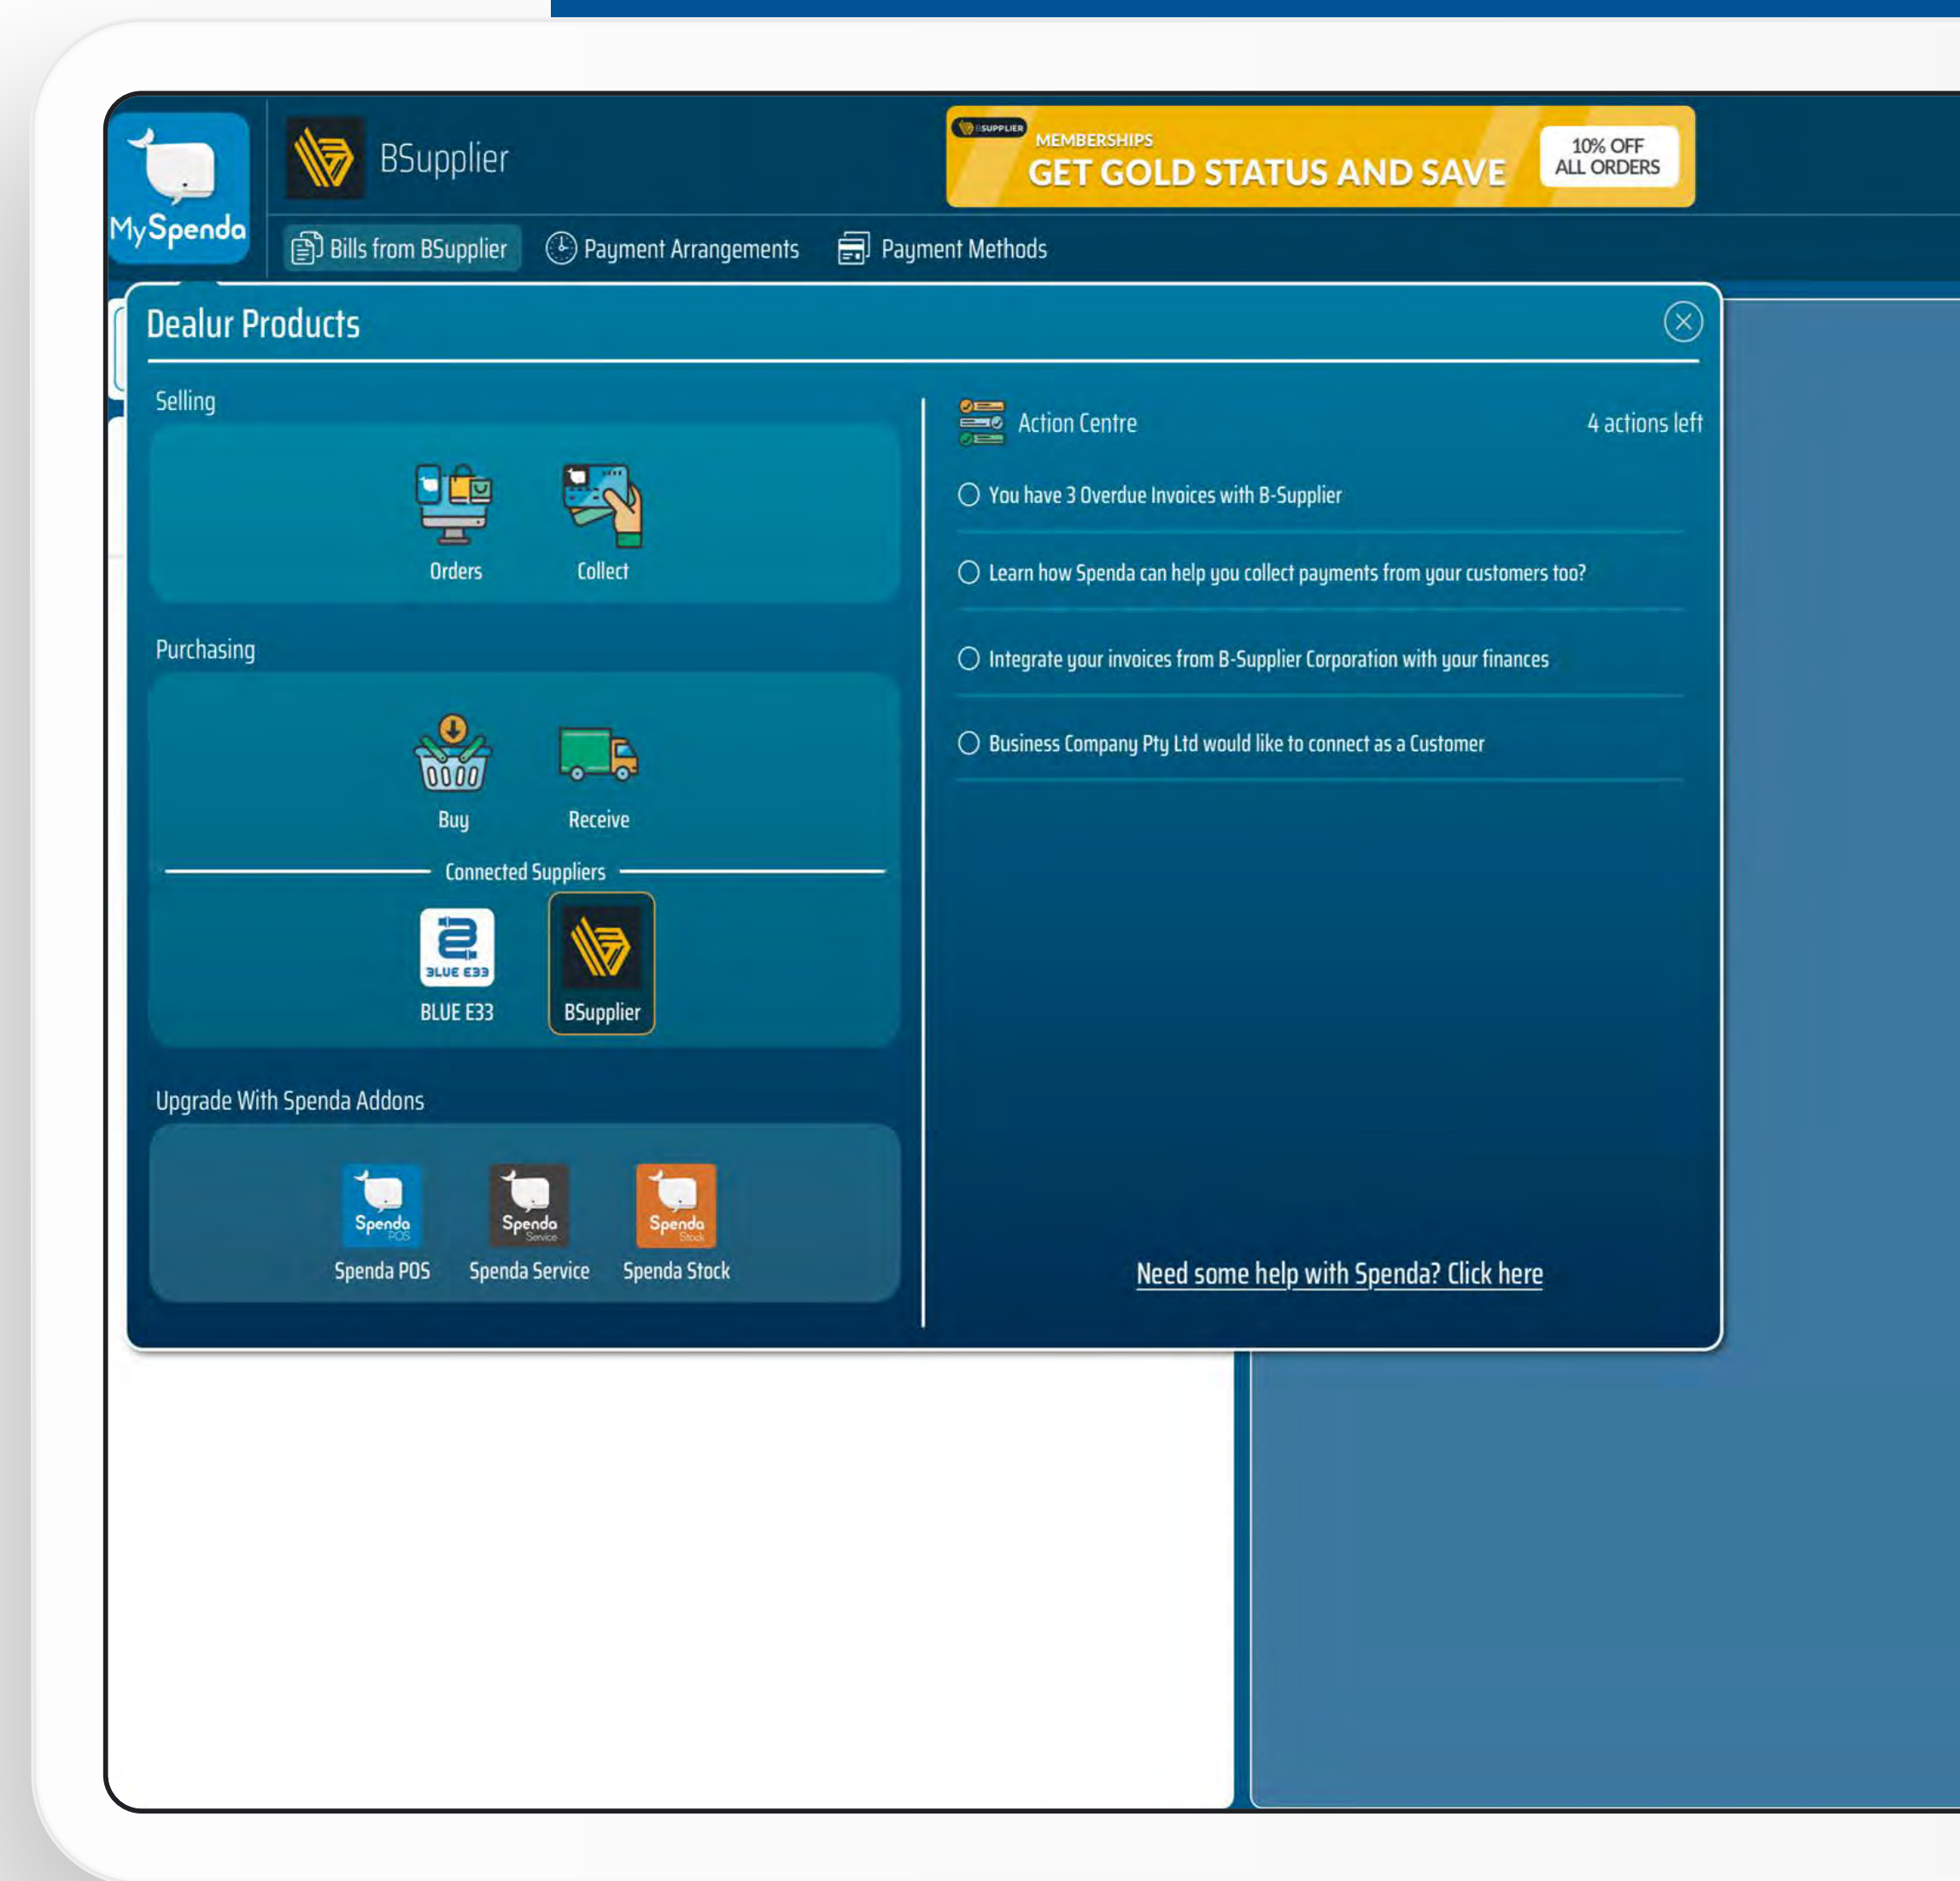 MySpenda
BSupplier
BSUPPLIER
MEMBERSHIPS
GET GOLD STATUS AND SAVE
10% OFF
ALL ORDERS
Bills from BSupplier
Payment Arrangements
Payment Methods
Dealur Products
Selling
Orders
Collect
Purchasing
Buy
Receive
Connected Suppliers
BLUE E33
BLUE E33
BSupplier
Upgrade With Spenda Addons
Spenda
POS
Spenda
Service
Spenda
Stock
Spenda POS
Spenda Service
Spenda Stock
Action Centre
4 actions left
You have 3 Overdue Invoices with B-Supplier
Learn how Spenda can help you collect payments from your customers too?
Integrate your invoices from B-Supplier Corporation with your finances
Business Company Pty Ltd would like to connect as a Customer
Need some help with Spenda? Click here